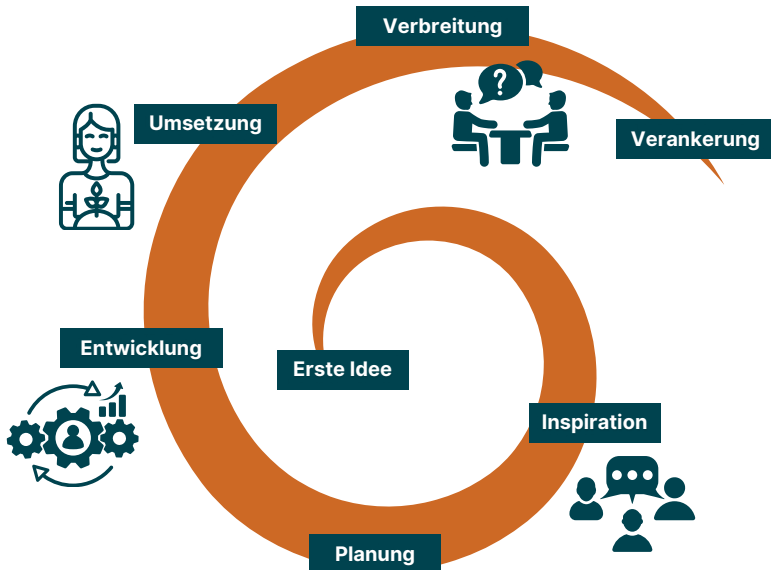 Verbreitung
Umsetzung
?
Verankerung
Entwicklung
Erste Idee
Inspiration
Planung